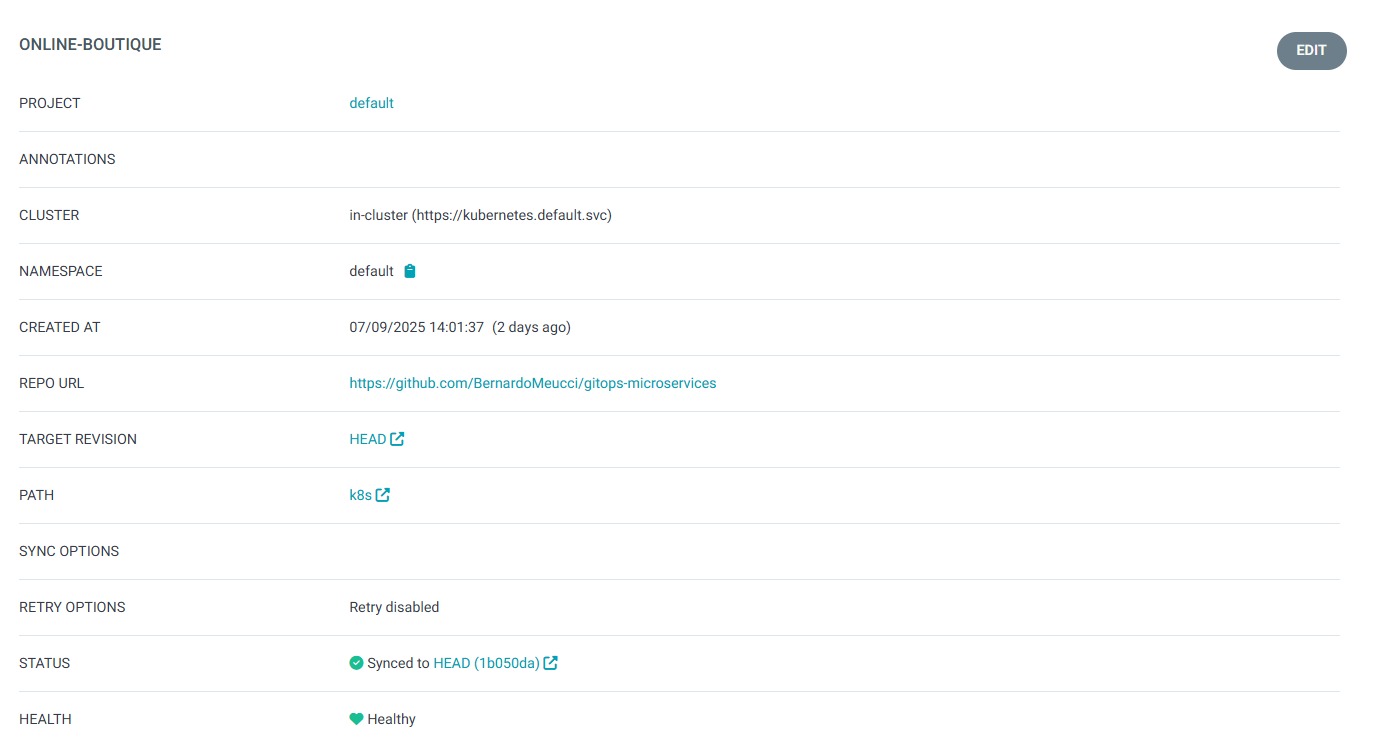 ONLINE-BOUTIQUE
EDIT
PROJECT default
ANNOTATIONS
CLUSTER in-cluster (https://kubernetes.default.svc)
NAMESPACE default
CREATED AT 07/09/2025 14:01:37 (2 days ago)
REPO URL https://github.com/BernardoMeucci/gitops-microservices
TARGET REVISION HEAD
PATH k8s
SYNC OPTIONS
RETRY OPTIONS Retry disabled
STATUS Synced to HEAD (1b050da)
HEALTH Healthy